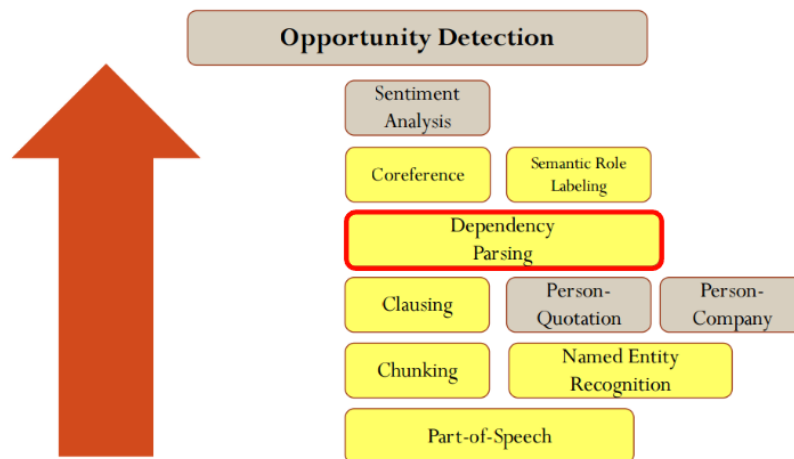 Opportunity Detection
Sentiment
Analysis
Coreference
Semantic Role
Labeling
Dependency
Parsing
Clausing
Person-
Quotation
Person-
Company
Chunking
Named Entity
Recognition
Part-of-Speech